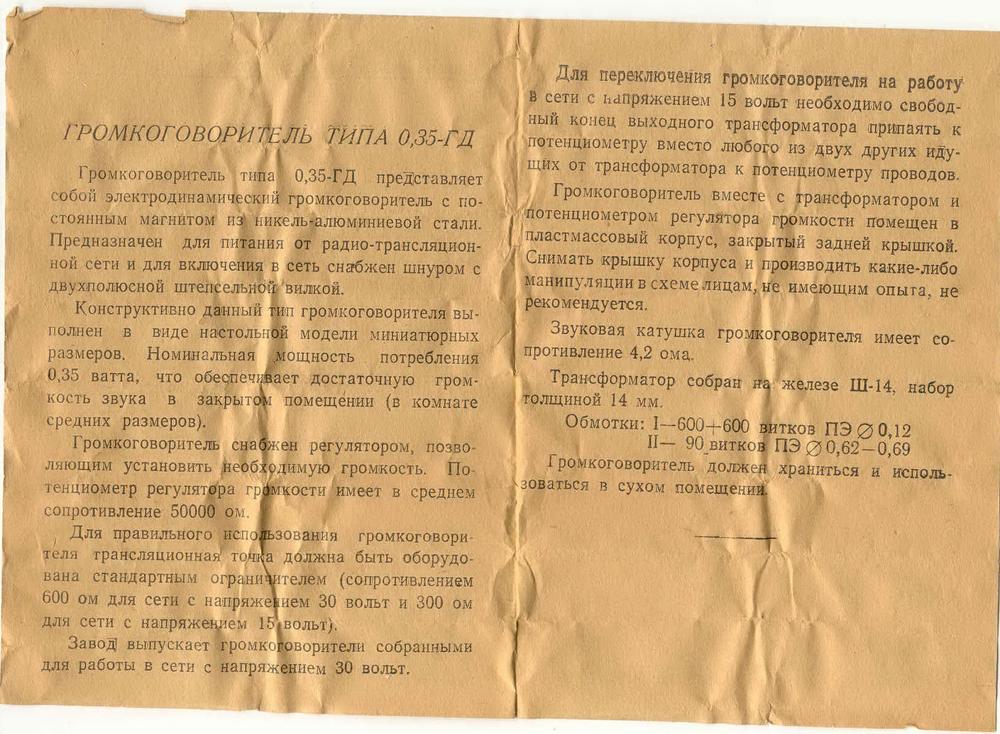 ГРОМКОГОВОРИТЕЛЬ ТИПА 0,35-ГД
Громкоговоритель типа 0,35-ГД представляет
собой электродинамический громкоговоритель с по-
стоянным магнитом из никель-алюминиевой стали.
Предназначен для питания от радио-трансляцион-
ной сети и для включения в сеть снабжен шнуром с
двухполюсной штепсельной вилкой.
Конструктивно данный тип громкоговорителя вы-
полнен в виде настольной модели миниатюрных
размеров. Номинальная мощность потребления
0,35 ватта, что обеспечивает достаточную гром-
кость звука в закрытом помещении (в комнате
средних размеров).
Громкоговоритель снабжен регулятором, позво-
ляющим установить необходимую громкость. По-
тенциометр регулятора громкости имеет в среднем
сопротивление 50000 ом.
Для правильного использования громкоговори-
теля трансляционная точка должна быть оборудо-
вана стандартным ограничителем (сопротивлением
600 ом для сети с напряжением 30 вольт и 300 ом
для сети с напряжением 15 вольт).
Завод выпускает громкоговорители собранными
для работы в сети с напряжением 30 вольт.
Для переключения громкоговорителя на работу
в сети с напряжением 15 вольт необходимо свобод-
ный конец выходного трансформатора припаять к
потенциометру вместо любого из двух других иду-
щих от трансформатора к потенциометру проводов.
Громкоговоритель вместе с трансформатором и
потенциометром регулятора громкости помещен в
пластмассовый корпус, закрытый задней крышкой.
Снимать крышку корпуса и производить какие-либо
манипуляции в схеме лицам, не имеющим опыта, не
рекомендуется.
Звуковая катушка громкоговорителя имеет со-
противление 4,2 ома.
Трансформатор собран на железе Ш-14, набор
толщиной 14 мм.
Обмотки: I—600+600 витков ПЭ ∅ 0,12
II— 90 витков ПЭ ∅ 0,62—0,69
Громкоговоритель должен храниться и исполь-
зоваться в сухом помещении.